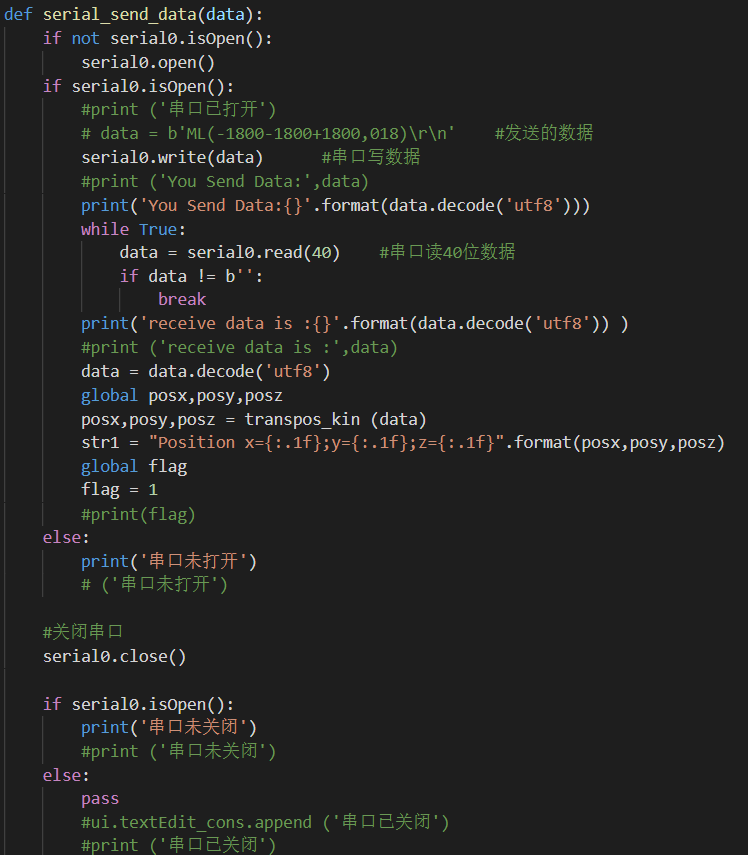 def serial_send_data(data):
    if not serial0.isOpen():
        serial0.open()
    if serial0.isOpen():
        #print ('串口已打开')
        # data = b'ML(-1800-1800+1800,018)\r\n'    #发送的数据
        serial0.write(data)      #串口写数据
        #print ('You Send Data:',data)
        print('You Send Data:{}'.format(data.decode('utf8')))
        while True:
            data = serial0.read(40)    #串口读40位数据
            if data != b'':
                break
        print('receive data is :{}'.format(data.decode('utf8')) )
        #print ('receive data is :',data)
        data = data.decode('utf8')
        global posx,posy,posz
        posx,posy,posz = transpos_kin (data)
        str1 = "Position x={:.1f};y={:.1f};z={:.1f}".format(posx,posy,posz)
        global flag
        flag = 1
        #print(flag)
    else:
        print('串口未打开')
        # ('串口未打开')
    #关闭串口
    serial0.close()
    if serial0.isOpen():
        print('串口未关闭')
        #print ('串口未关闭')
    else:
        pass
        #ui.textEdit_cons.append ('串口已关闭')
        #print ('串口已关闭')